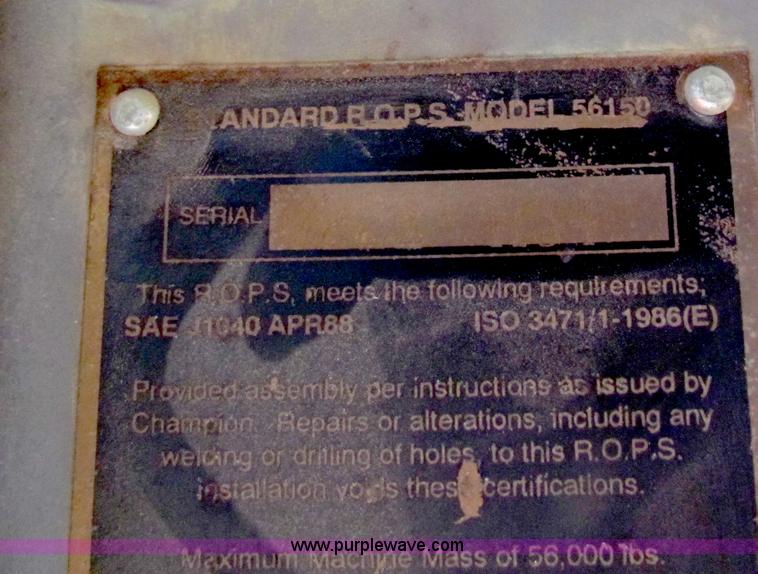 STANDARD R.O.P.S. MODEL 56150
SERIAL
This R.O.P.S, meets the following requirements;
SAE J1040 APR88 ISO 3471/1-1986(E)
Provided assembly per instructions as issued by
Champion. Repairs or alterations, including any
welding or drilling of holes, to this R.O.P.S.
installation voids these certifications.
www.purplewave.com
Maximum Machine Mass of 56,000 lbs.